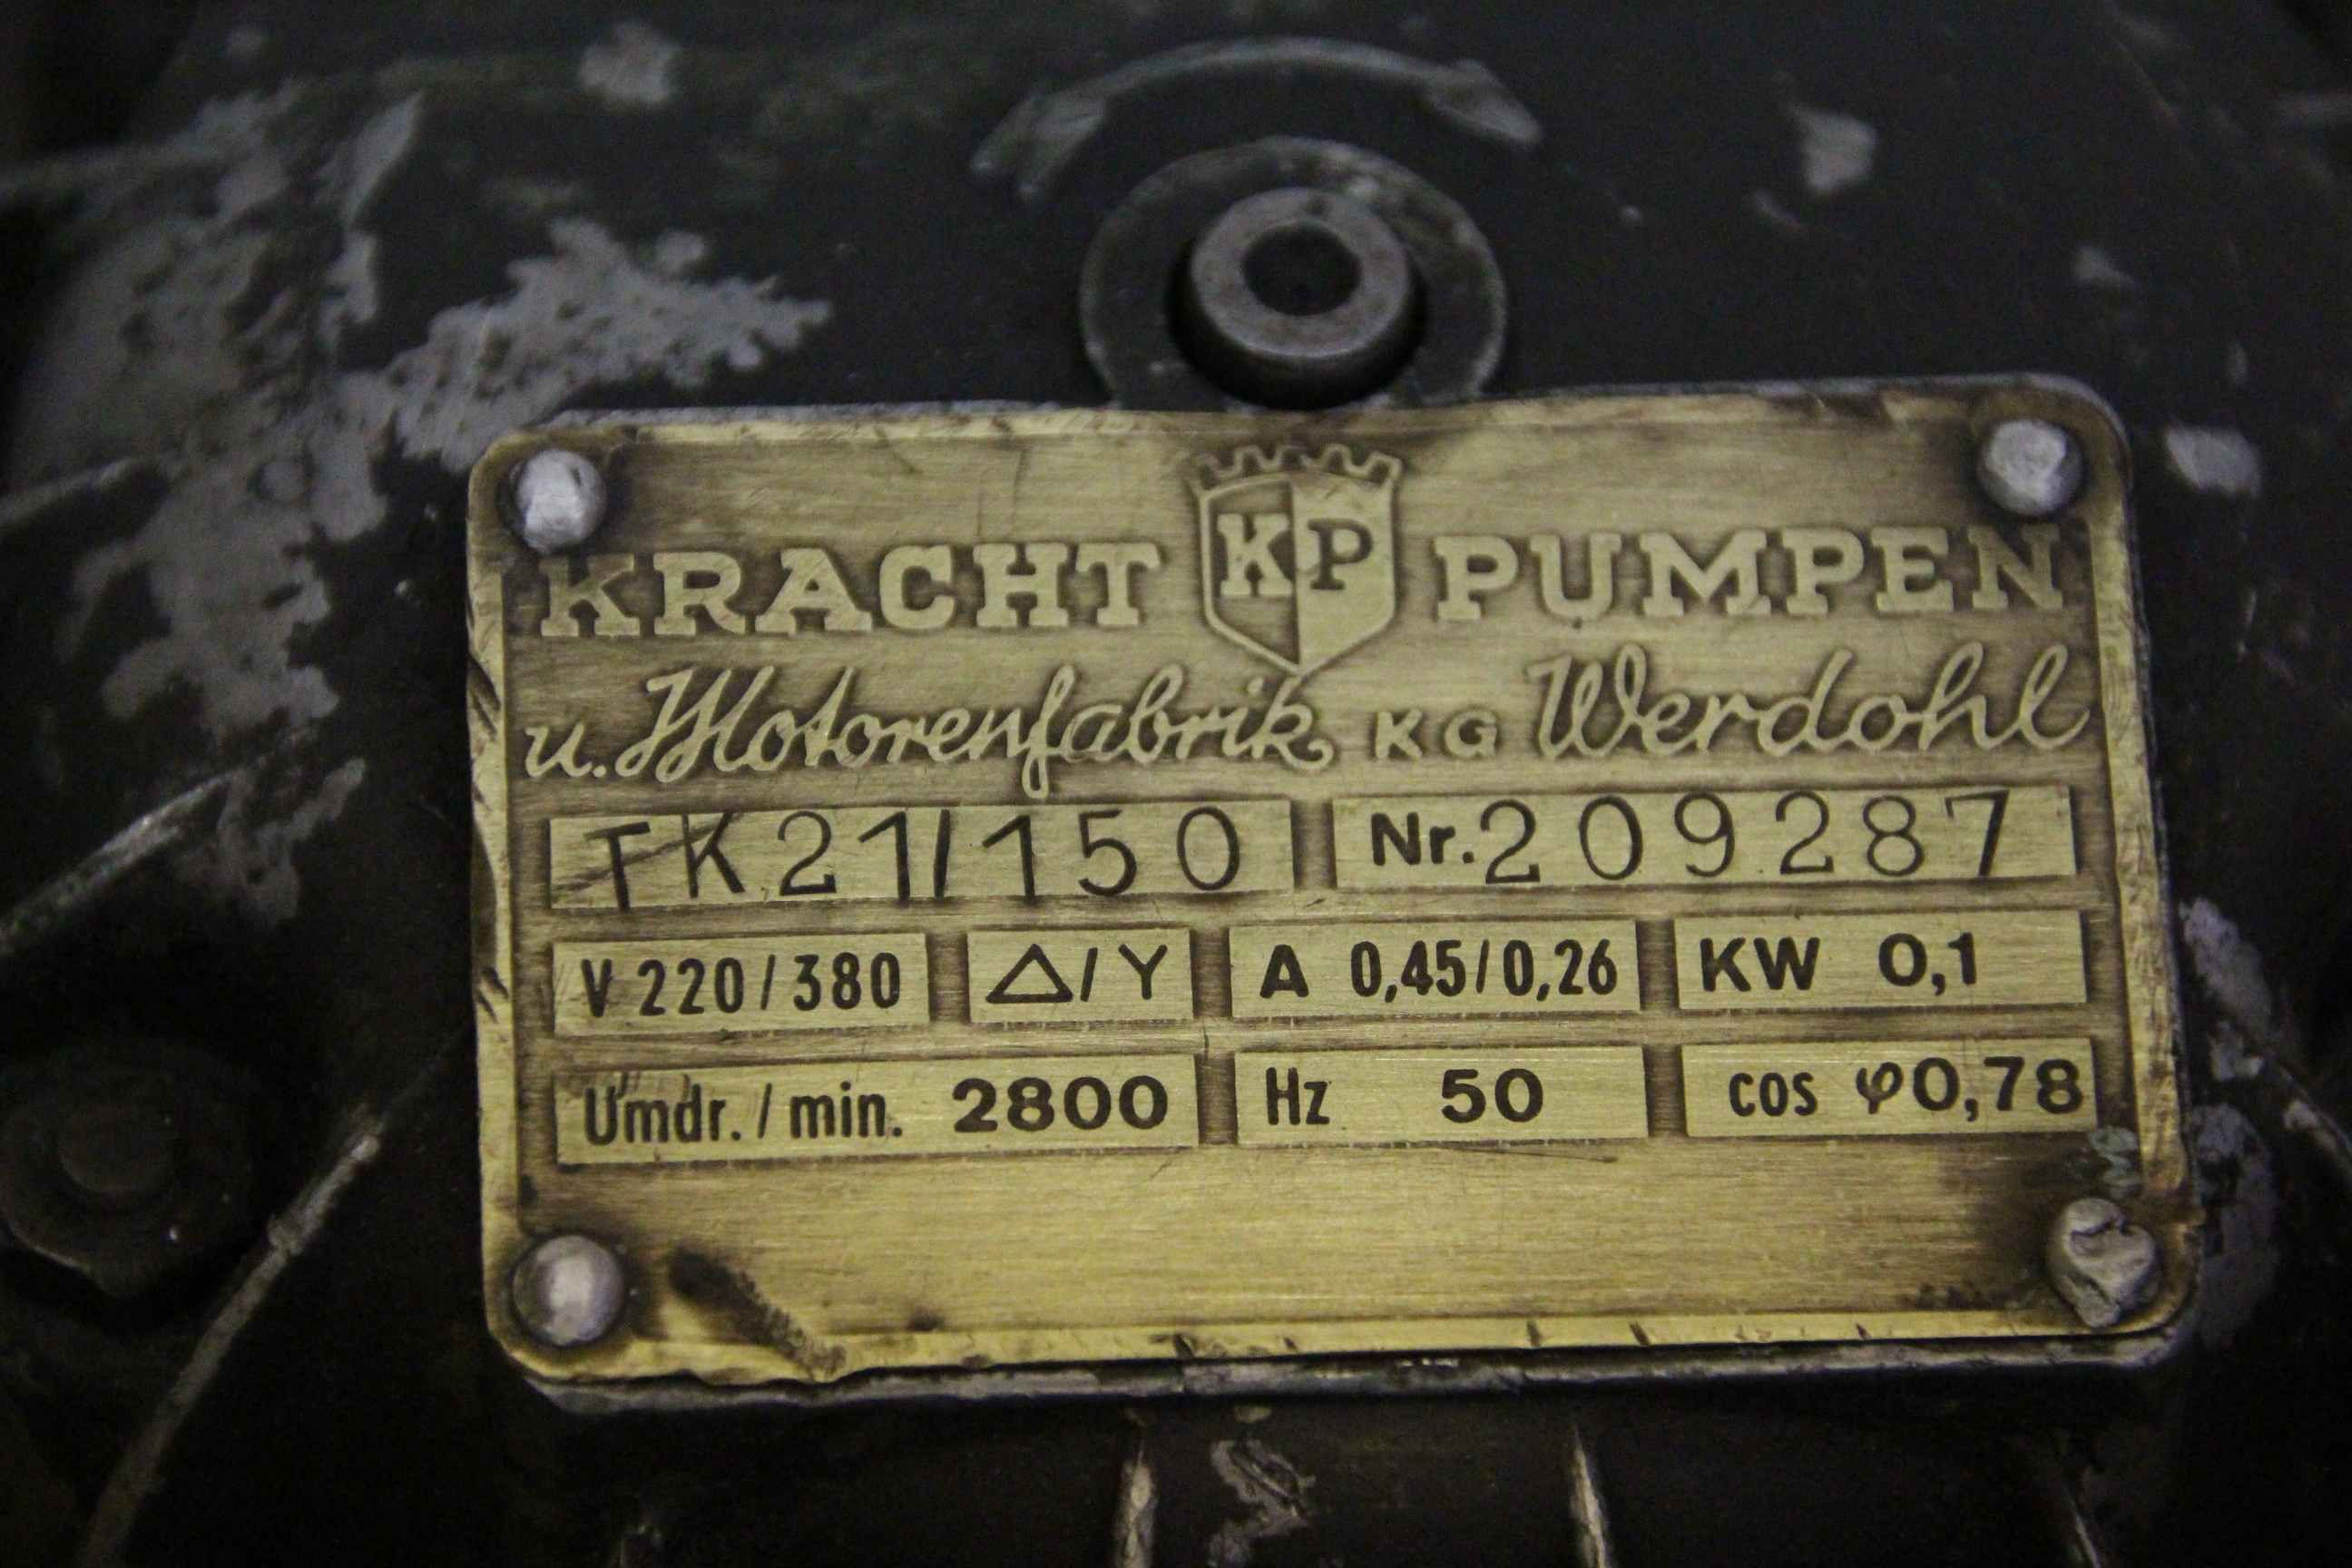 KRACHT KP PUMPEN
u. Motorenfabrik KG Werdohl
TK21/150 Nr. 209287
V 220/380 △/Y A 0,45/0,26 KW 0,1
Umdr./min. 2800 Hz 50 cos φ 0,78